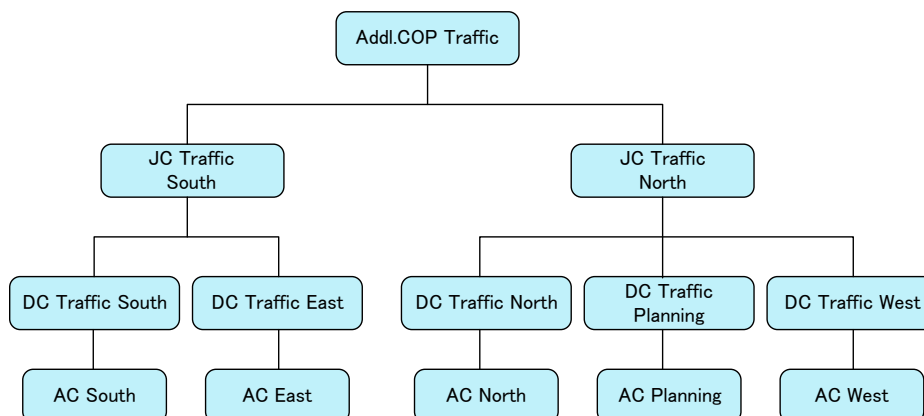 Addl.COP Traffic
JC Traffic
South
JC Traffic
North
DC Traffic South
DC Traffic East
DC Traffic North
DC Traffic
Planning
DC Traffic West
AC South
AC East
AC North
AC Planning
AC West